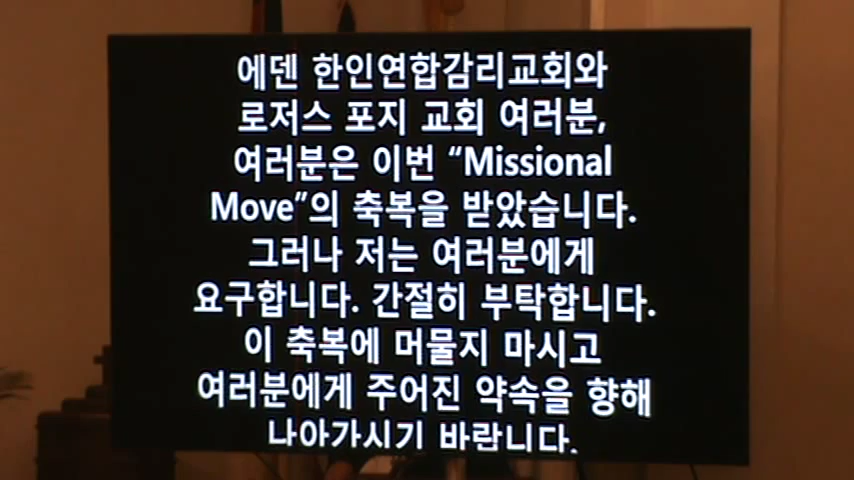 에덴 한인연합감리교회와
로저스 포지 교회 여러분,
여러분은 이번 “Missional
Move”의 축복을 받았습니다.
그러나 저는 여러분에게
요구합니다. 간절히 부탁합니다.
이 축복에 머물지 마시고
여러분에게 주어진 약속을 향해
나아가시기 바랍니다.